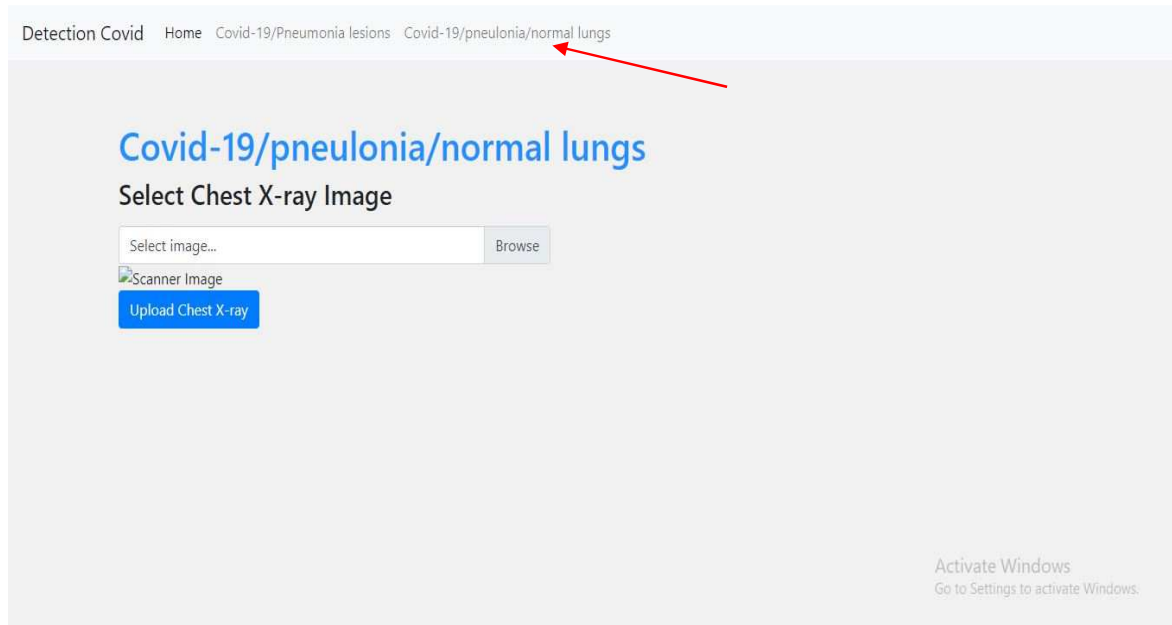 Detection Covid Home Covid-19/Pneumonia lesions Covid-19/pneulonia/normal lungs
Covid-19/pneulonia/normal lungs
Select Chest X-ray Image
Select image... Browse
Scanner Image
Upload Chest X-ray
Activate Windows
Go to Settings to activate Windows.